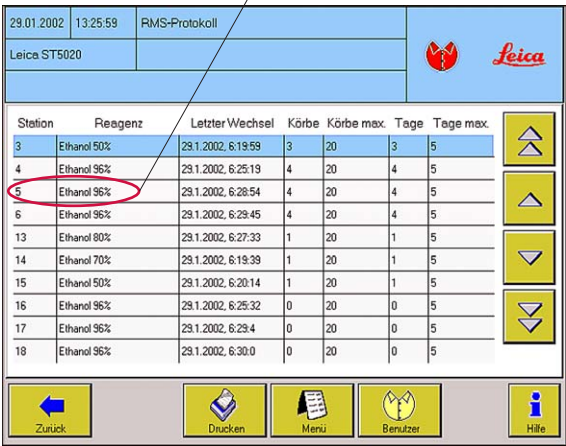 29.01.2002 13:25:59 RMS-Protokoll
Leica ST5020
Leica
Station Reagenz Letzter Wechsel Körbe Körbe max. Tage Tage max.
3 Ethanol 50% 29.1.2002, 6:19:59 3 20 3 5
4 Ethanol 96% 29.1.2002, 6:25:19 4 20 4 5
5 Ethanol 96% 29.1.2002, 6:28:54 4 20 4 5
6 Ethanol 96% 29.1.2002, 6:29:45 4 20 4 5
13 Ethanol 80% 29.1.2002, 6:27:33 1 20 1 5
14 Ethanol 70% 29.1.2002, 6:19:39 1 20 1 5
15 Ethanol 50% 29.1.2002, 6:20:14 1 20 1 5
16 Ethanol 96% 29.1.2002, 6:25:32 0 20 0 5
17 Ethanol 96% 29.1.2002, 6:29:4 0 20 0 5
18 Ethanol 96% 29.1.2002, 6:30:0 0 20 0 5
Zurück Drucken Menü Benutzer Hilfe